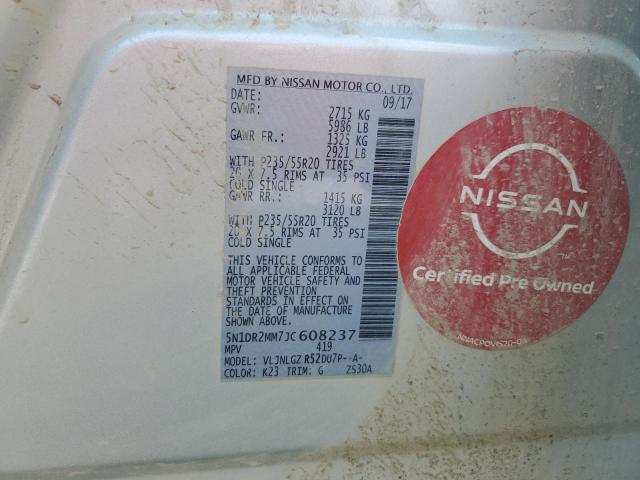 MFD BY NISSAN MOTOR CO., LTD.
DATE: 09/17
GVWR: 2715 KG
5986 LB
GAWR FR.: 1325 KG
2921 LB
WITH P235/55R20 TIRES
20 X 7.5 RIMS AT 35 PSI
COLD SINGLE
GAWR RR.: 1415 KG
3120 LB
WITH P235/55R20 TIRES
20 X 7.5 RIMS AT 35 PSI
COLD SINGLE
THIS VEHICLE CONFORMS TO
ALL APPLICABLE FEDERAL
MOTOR VEHICLE SAFETY AND
THEFT PREVENTION
STANDARDS IN EFFECT ON
THE DATE OF MANUFACTURE
SHOWN ABOVE.
5N1DR2MM7JC608237
MPV 419
MODEL: VLJNLGZ R52DU7P--A-
COLOR: K23 TRIM: G ZS30A
NISSAN
Certified Pre Owned